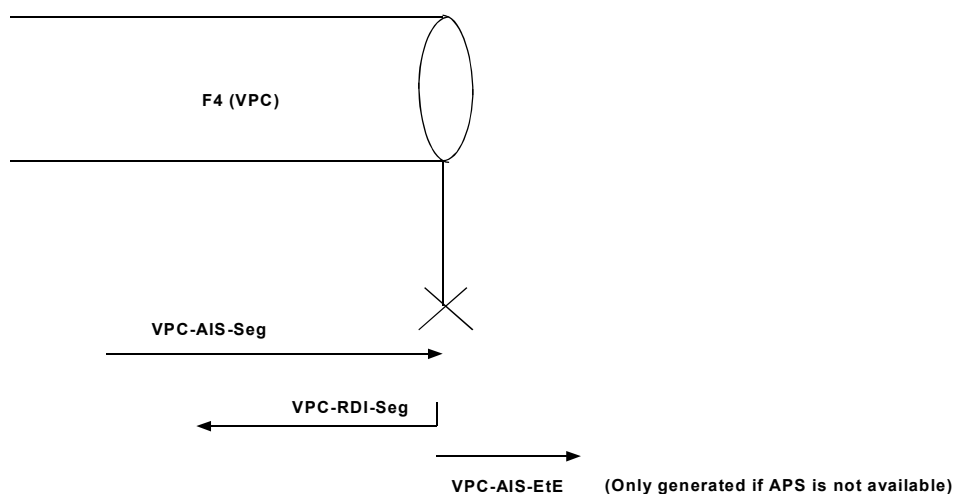 F4 (VPC)
VPC-AIS-Seg
VPC-RDI-Seg
VPC-AIS-EtE (Only generated if APS is not available)